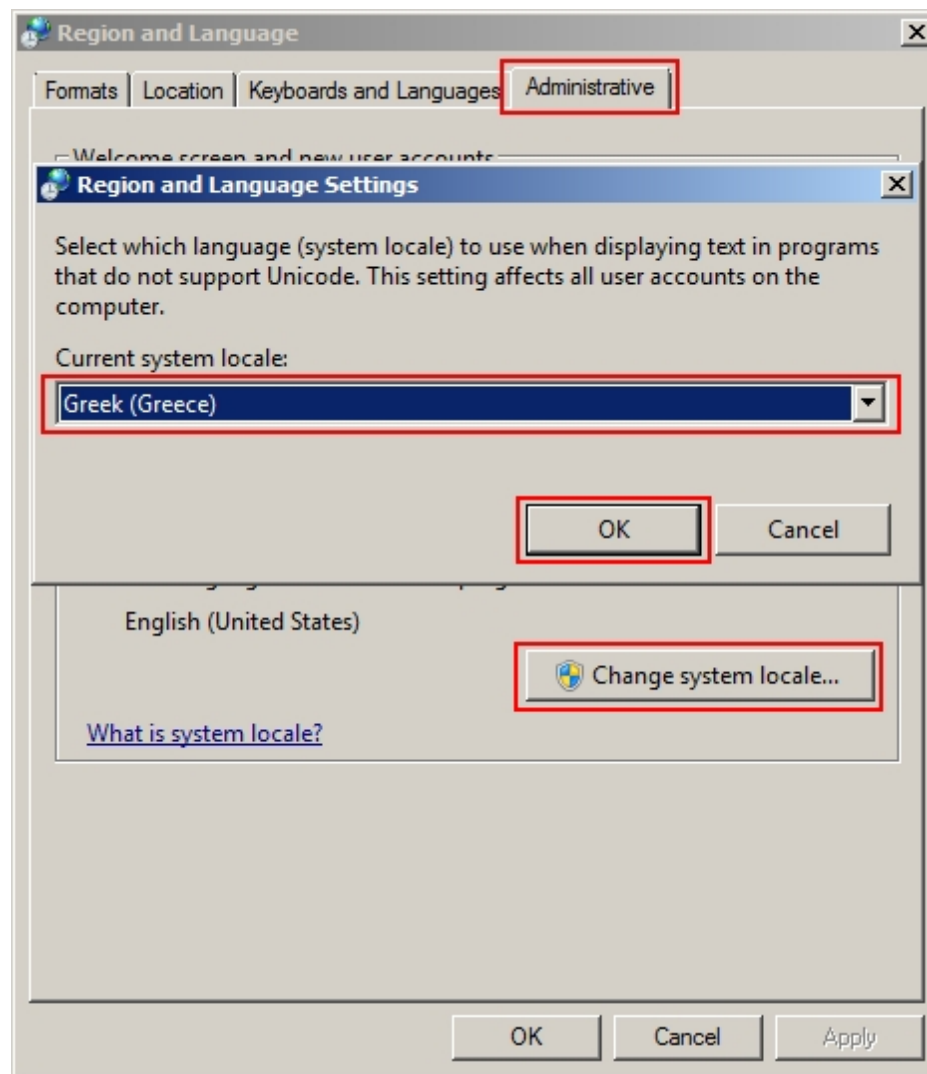 Region and Language
Formats Location Keyboards and Languages Administrative
Welcome screen and new user accounts
Region and Language Settings
Select which language (system locale) to use when displaying text in programs
that do not support Unicode. This setting affects all user accounts on the
computer.
Current system locale:
Greek (Greece)
OK Cancel
English (United States)
Change system locale...
What is system locale?
OK Cancel Apply